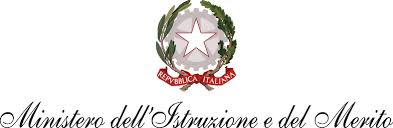 REPVBBLICA ITALIANA
Ministero dell'Istruzione e del Merito